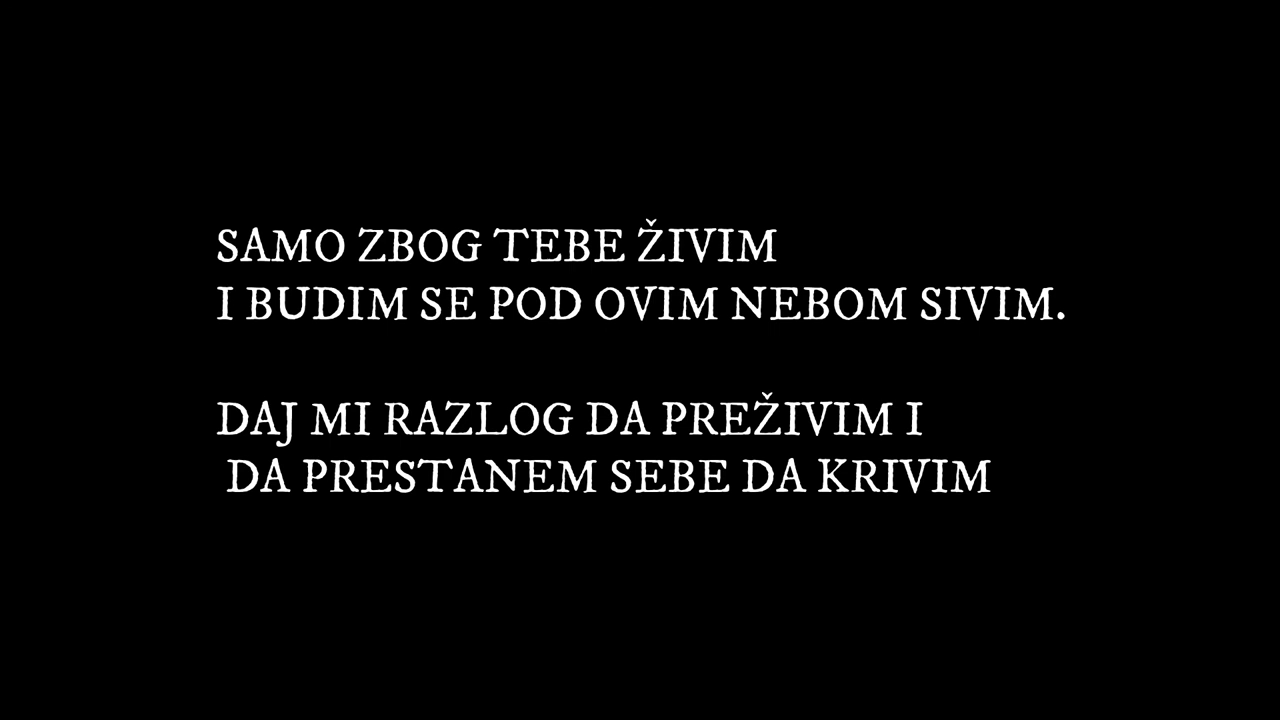 SAMO ZBOG TEBE ŽIVIM
I BUDIM SE POD OVIM NEBOM SIVIM.
DAJ MI RAZLOG DA PREŽIVIM I
DA PRESTANEM SEBE DA KRIVIM